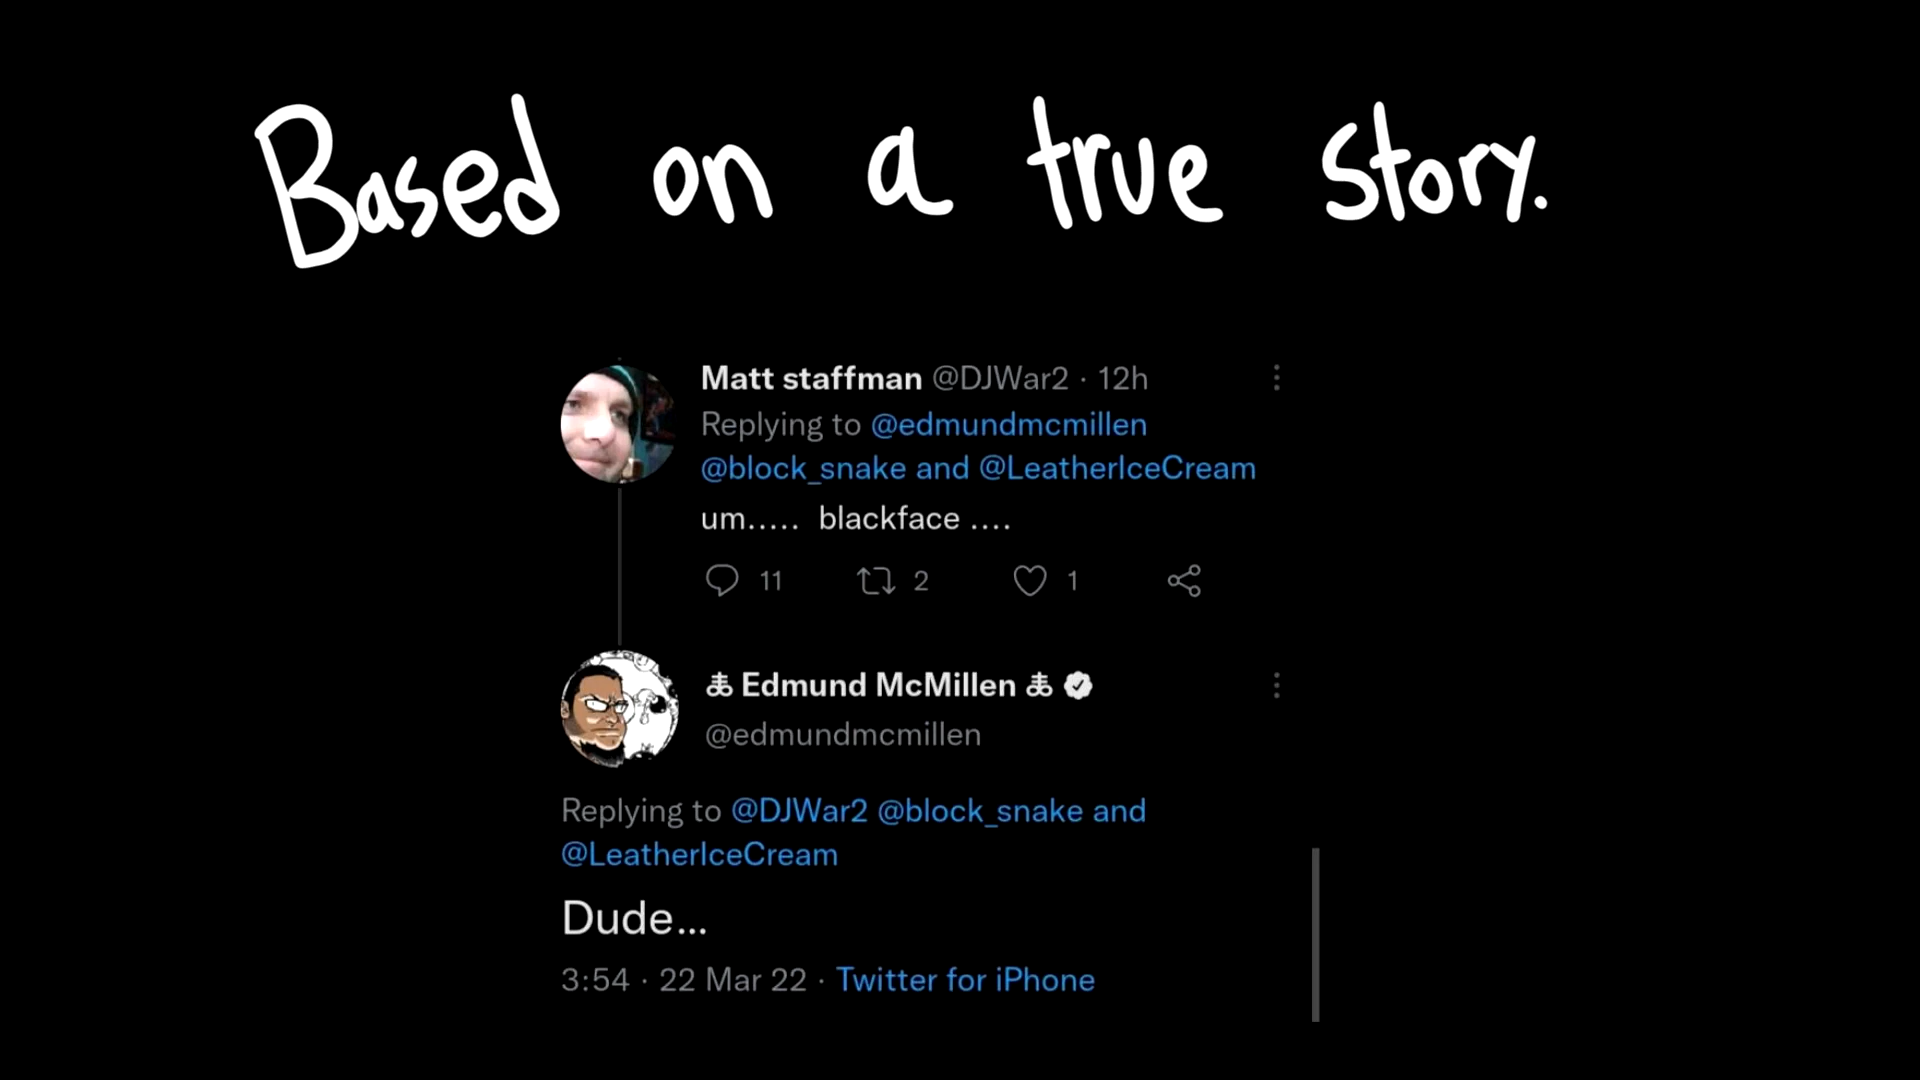 Based on a true story.
Matt staffman @DJWar2 · 12h
Replying to @edmundmcmillen
@block_snake and @LeatherIceCream
um..... blackface ....
11 2 1
🜏 Edmund McMillen 🜏
@edmundmcmillen
Replying to @DJWar2 @block_snake and
@LeatherIceCream
Dude...
3:54 · 22 Mar 22 · Twitter for iPhone